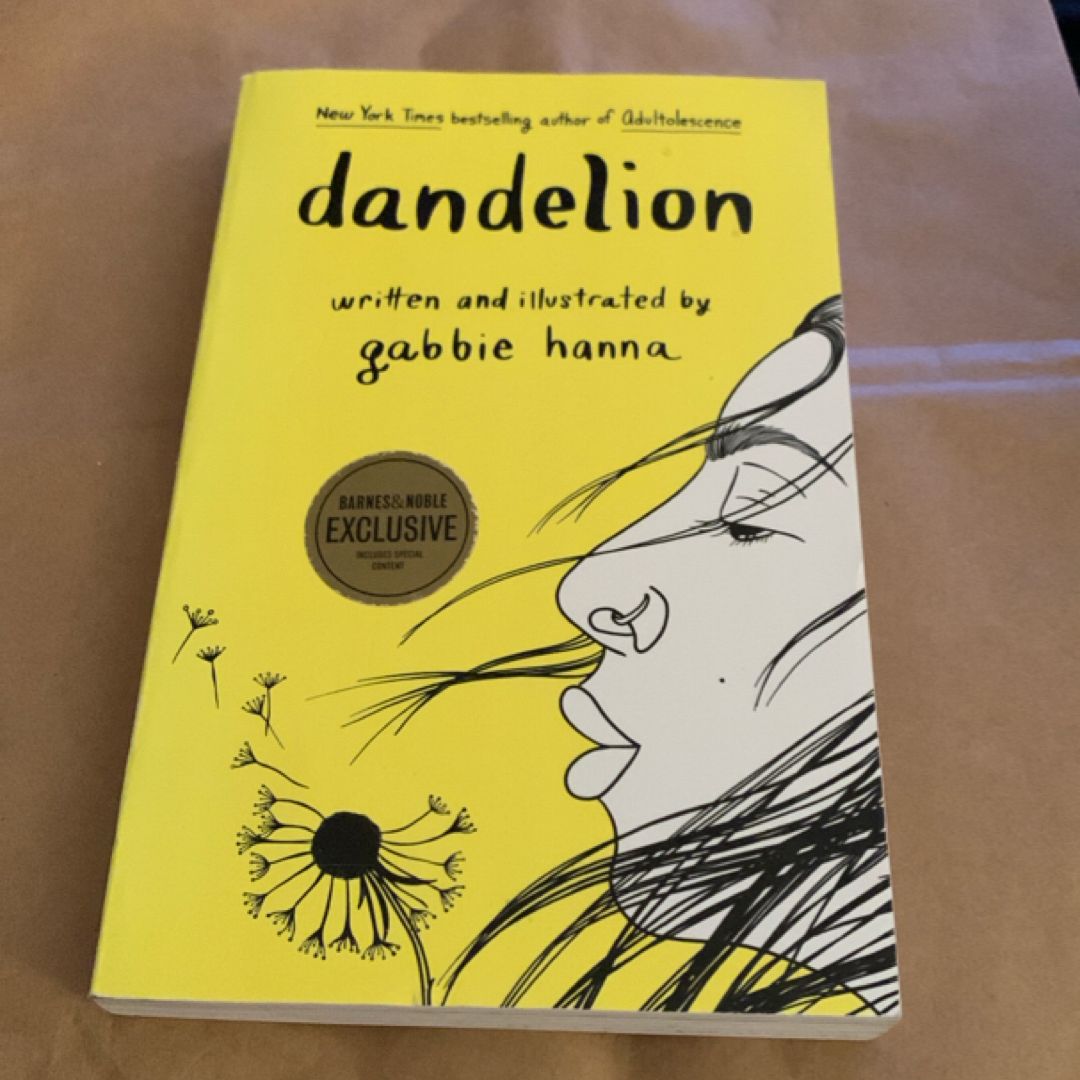 New York Times bestselling author of Adultolescence
dandelion
written and illustrated by
gabbie hanna
BARNES&NOBLE
EXCLUSIVE
INCLUDES SPECIAL
CONTENT